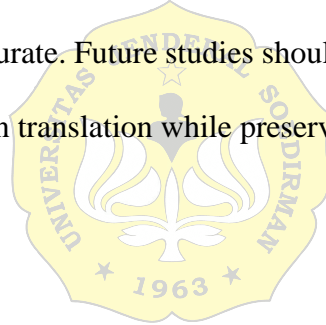 urate. Future studies shoul
n translation while preserv
UNIVERSITAS JENDERAL SOEDIRMAN
1963